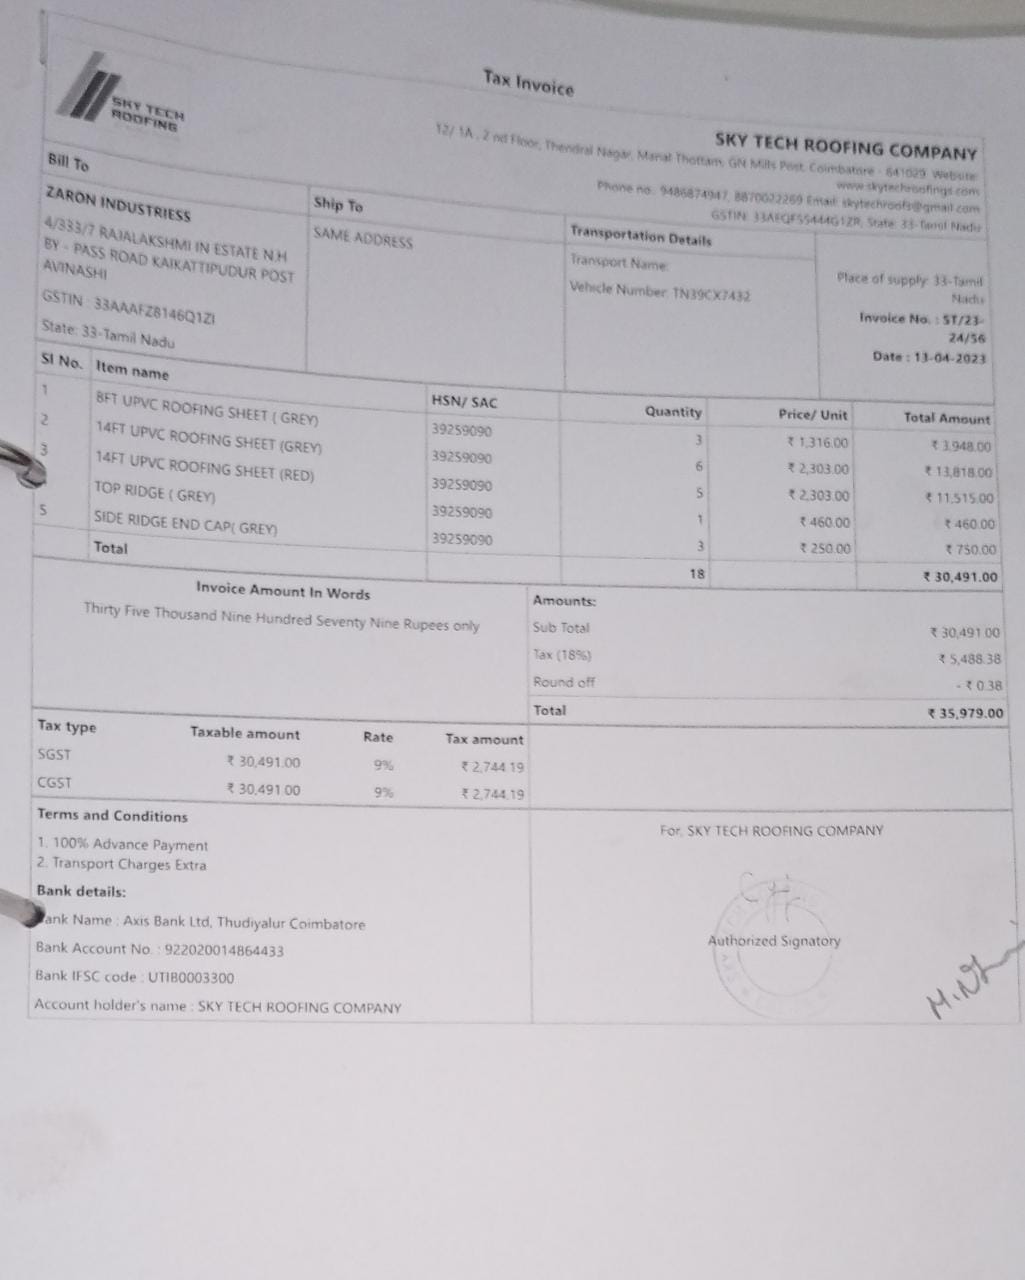 Tax Invoice
SKY TECH
ROOFING
SKY TECH ROOFING COMPANY
12/ 1A , 2 nd Floor, Thendral Nagar, Manat Thottam, GN Mills Post, Coimbatore - 641029, Website:
www.skytechroofings.com
Phone no.: 9486874947, 8870022269 Email: skytechroofs@gmail.com
GSTIN: 33AEQFS5444G1ZR, State: 33-Tamil Nadu
Bill To
ZARON INDUSTRIESS
4/333/7 RAJALAKSHMI IN ESTATE N.H
BY - PASS ROAD KAIKATTIPUDUR POST
AVINASHI
GSTIN : 33AAAFZ8146Q1ZI
State: 33-Tamil Nadu
Ship To
SAME ADDRESS
Transportation Details
Transport Name:
Vehicle Number: TN39CX7432
Place of supply: 33-Tamil
Nadu
Invoice No. : ST/23-
24/56
Date : 13-04-2023
Sl No. Item name HSN/ SAC Quantity Price/ Unit Total Amount
1 8FT UPVC ROOFING SHEET ( GREY) 39259090 3 ₹ 1,316.00 ₹ 3,948.00
2 14FT UPVC ROOFING SHEET (GREY) 39259090 6 ₹ 2,303.00 ₹ 13,818.00
3 14FT UPVC ROOFING SHEET (RED) 39259090 5 ₹ 2,303.00 ₹ 11,515.00
TOP RIDGE ( GREY) 39259090 1 ₹ 460.00 ₹ 460.00
5 SIDE RIDGE END CAP( GREY) 39259090 3 ₹ 250.00 ₹ 750.00
Total 18 ₹ 30,491.00
Invoice Amount In Words
Thirty Five Thousand Nine Hundred Seventy Nine Rupees only
Amounts:
Sub Total ₹ 30,491.00
Tax (18%) ₹ 5,488.38
Round off - ₹ 0.38
Total ₹ 35,979.00
Tax type Taxable amount Rate Tax amount
SGST ₹ 30,491.00 9% ₹ 2,744.19
CGST ₹ 30,491.00 9% ₹ 2,744.19
Terms and Conditions
1. 100% Advance Payment
2. Transport Charges Extra
Bank details:
ank Name : Axis Bank Ltd, Thudiyalur Coimbatore
Bank Account No. : 922020014864433
Bank IFSC code : UTIB0003300
Account holder's name : SKY TECH ROOFING COMPANY
For, SKY TECH ROOFING COMPANY
Authorized Signatory